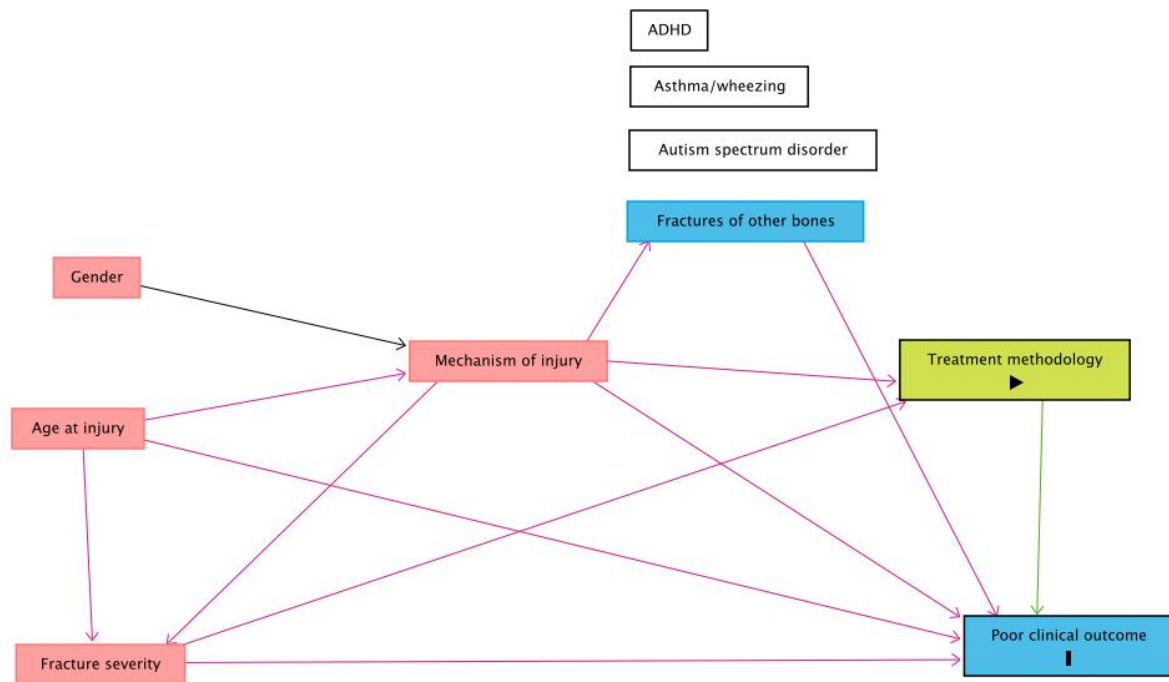 ADHD
Asthma/wheezing
Autism spectrum disorder
Fractures of other bones
Gender
Mechanism of injury
Treatment methodology
Age at injury
Poor clinical outcome
Fracture severity